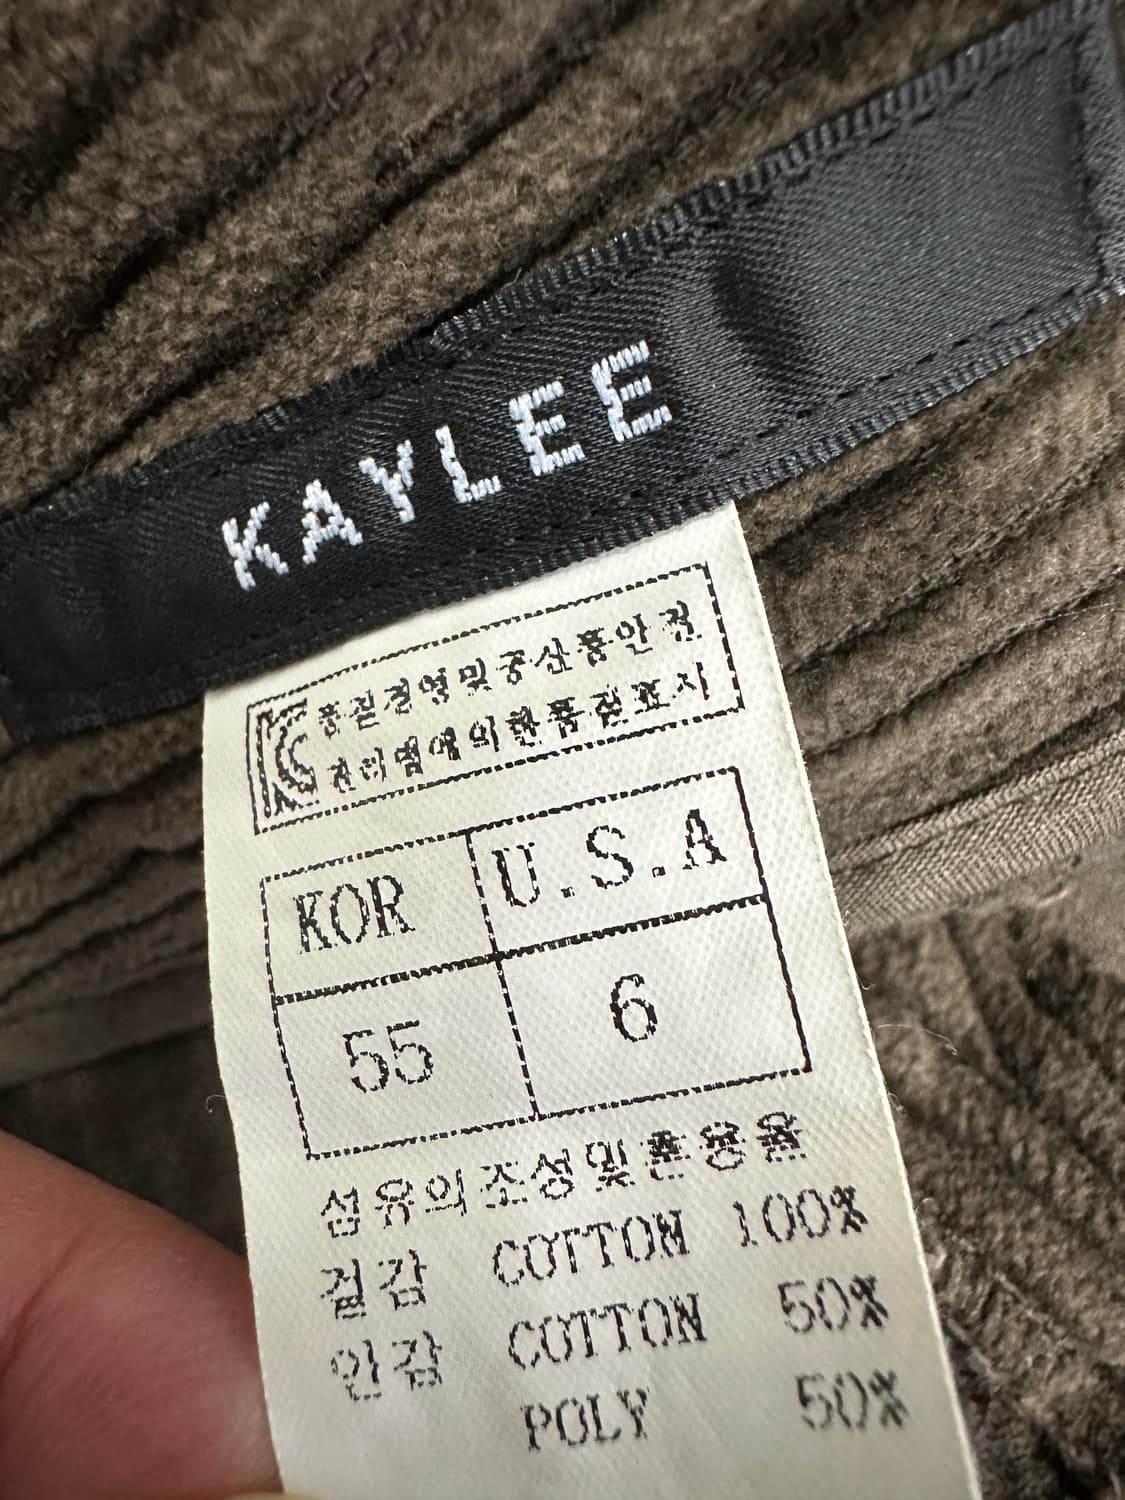 KAYLEE
KC 품질경영및공산품안전
관리법에의한품질표시
KOR U.S.A
55 6
섬유의조성및혼용율
겉감 COTTON 100%
안감 COTTON 50%
POLY 50%